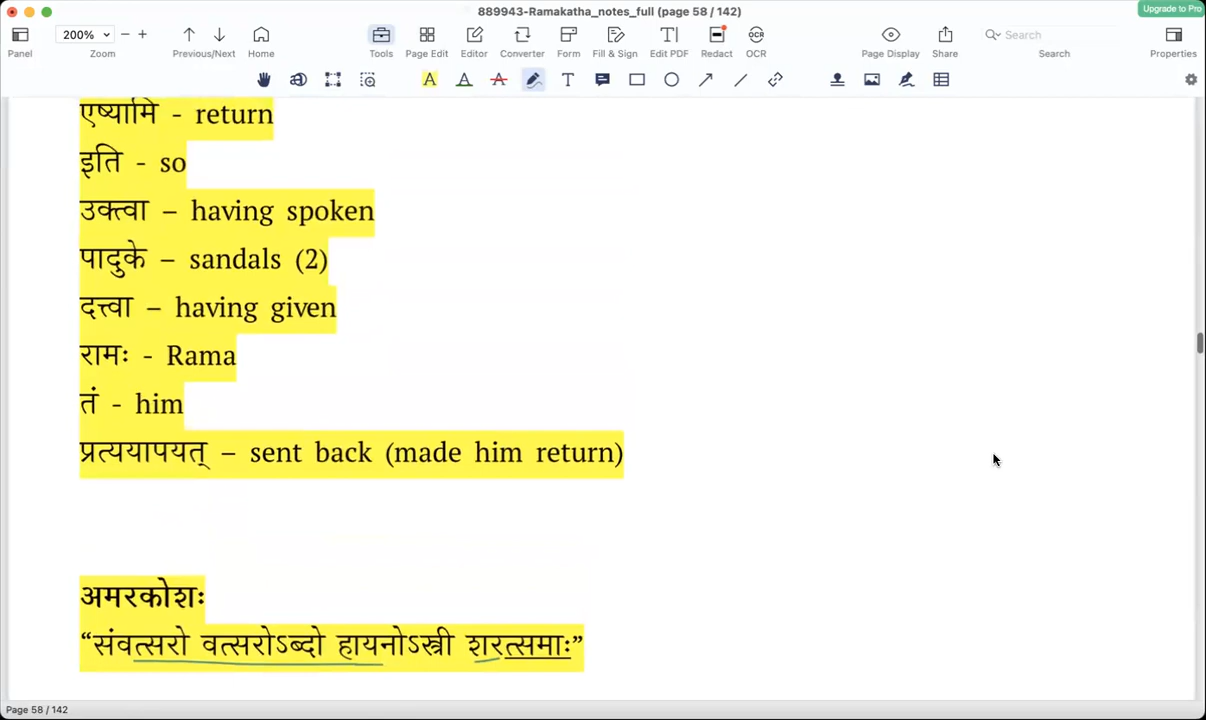 889943-Ramakatha_notes_full (page 58 / 142)
Upgrade to Pro
200%
Panel Zoom Previous/Next Home Tools Page Edit Editor Converter Form Fill & Sign Edit PDF Redact OCR Page Display Share Search Properties
OCR
Search
A A A T
एष्यामि - return
इति - so
उक्त्वा – having spoken
पादुके – sandals (2)
दत्त्वा – having given
रामः - Rama
तं - him
प्रत्ययापयत् – sent back (made him return)
अमरकोशः
“संवत्सरो वत्सरोऽब्दो हायनोऽस्त्री शरत्समाः”
Page 58 / 142